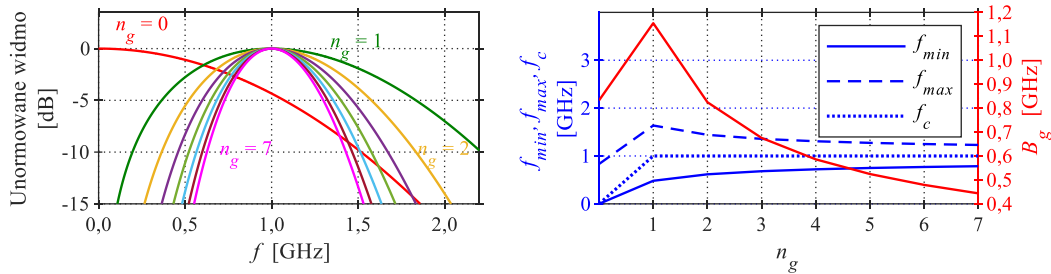 Unormowane widmo
[dB]
0
-5
-10
-15
n_g = 0
n_g = 1
n_g = 2
n_g = 7
0,0 0,5 1,0 1,5 2,0
f [GHz]
f_min, f_max, f_c
[GHz]
3
2
1
0
f_min
f_max
f_c
1,2
1,1
1,0
0,9
0,8
0,7
0,6
0,5
0,4
B_g [GHz]
1 2 3 4 5 6 7
n_g